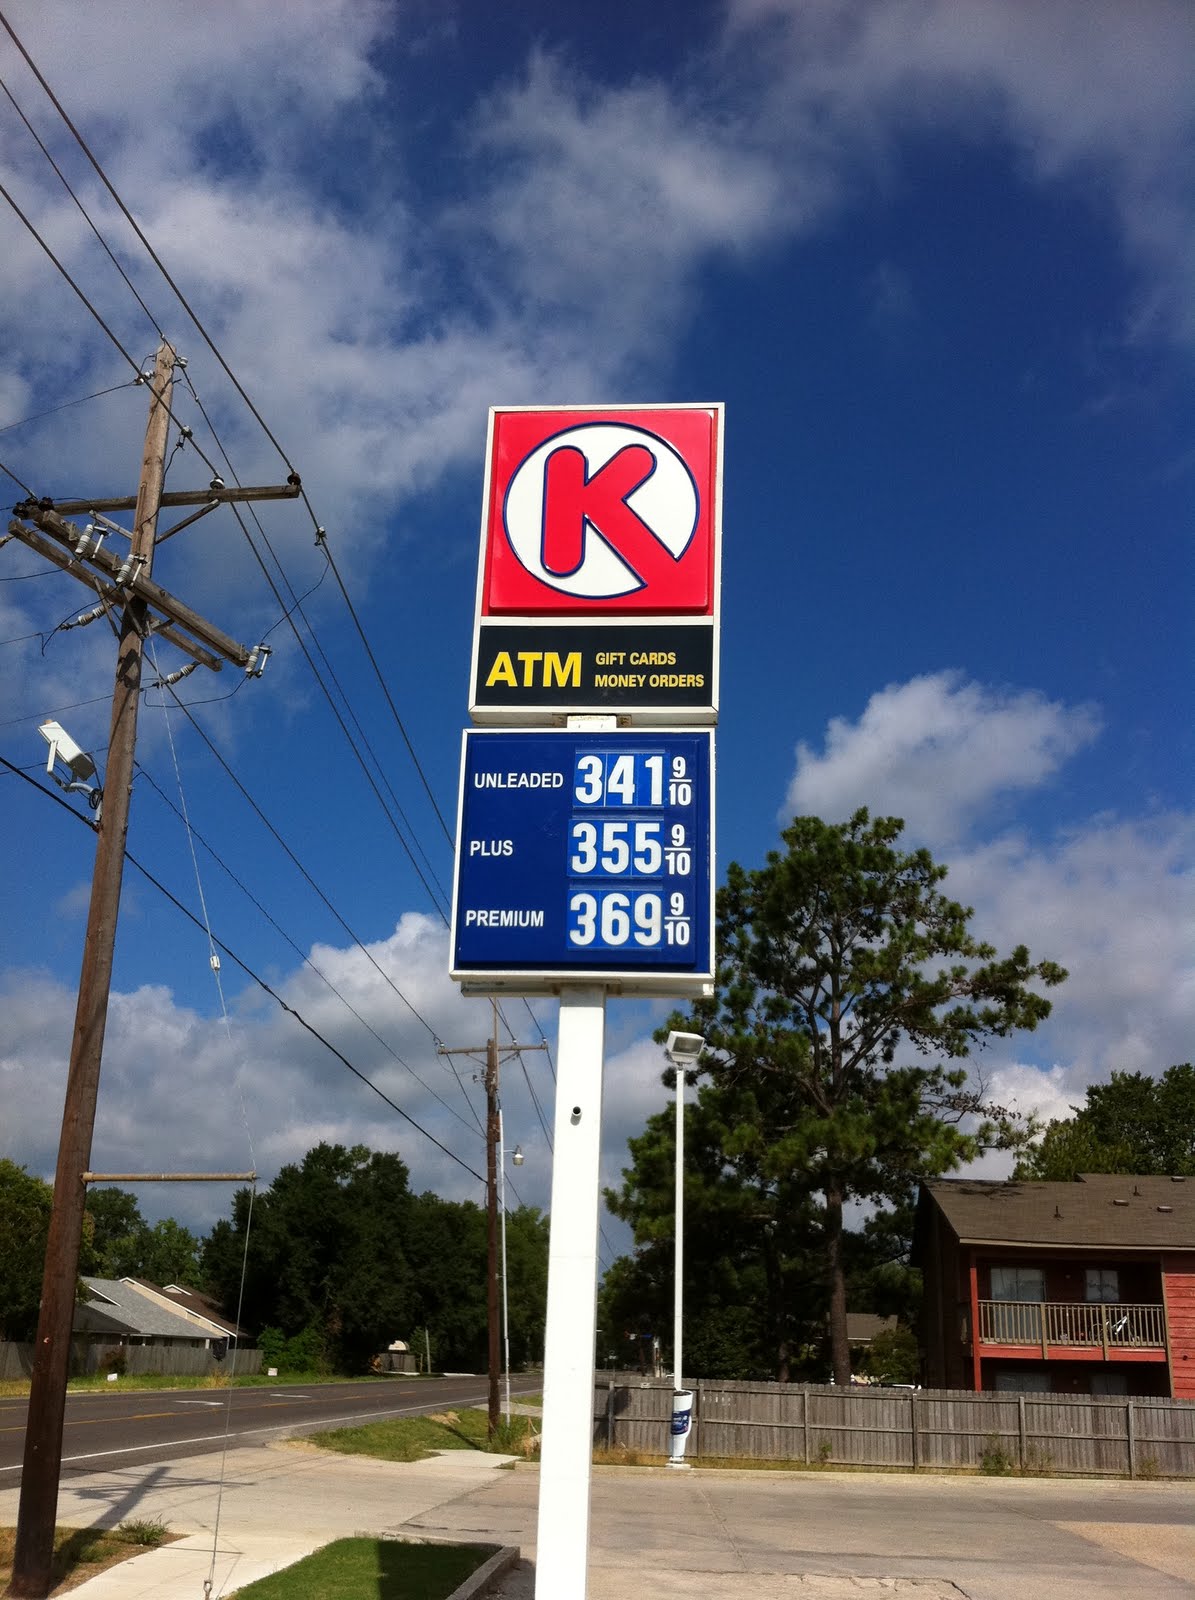 K
ATM GIFT CARDS
MONEY ORDERS
UNLEADED 341 9/10
PLUS 355 9/10
PREMIUM 369 9/10